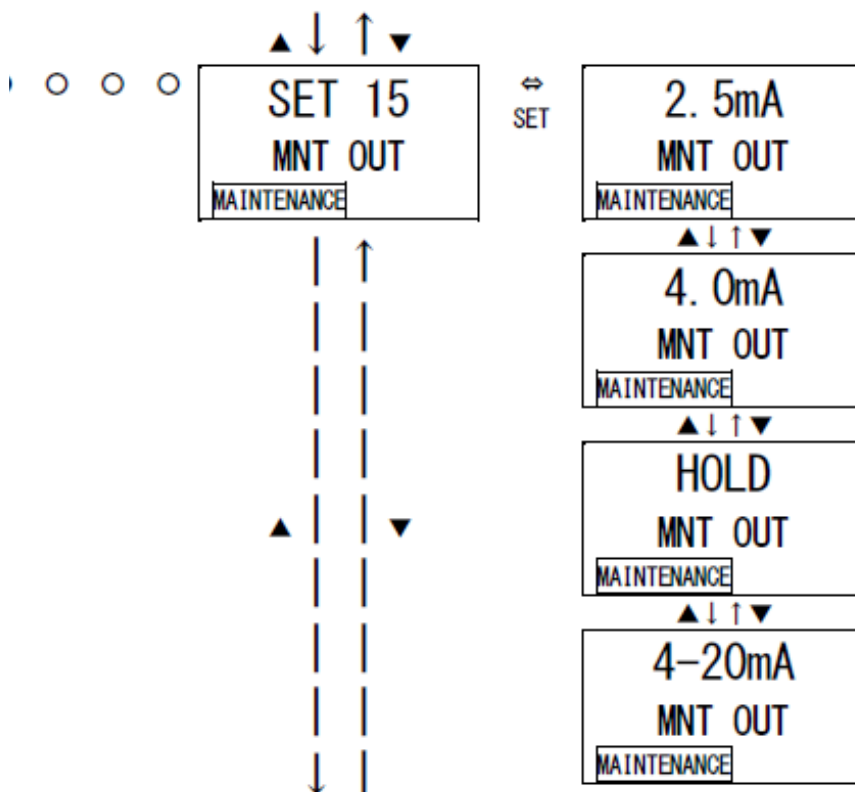 ▲↓↑▼
SET 15
MNT OUT
MAINTENANCE
⇔
SET
2.5mA
MNT OUT
MAINTENANCE
▲↓↑▼
4.0mA
MNT OUT
MAINTENANCE
▲↓↑▼
HOLD
MNT OUT
MAINTENANCE
▲↓↑▼
4-20mA
MNT OUT
MAINTENANCE
▲ ▼